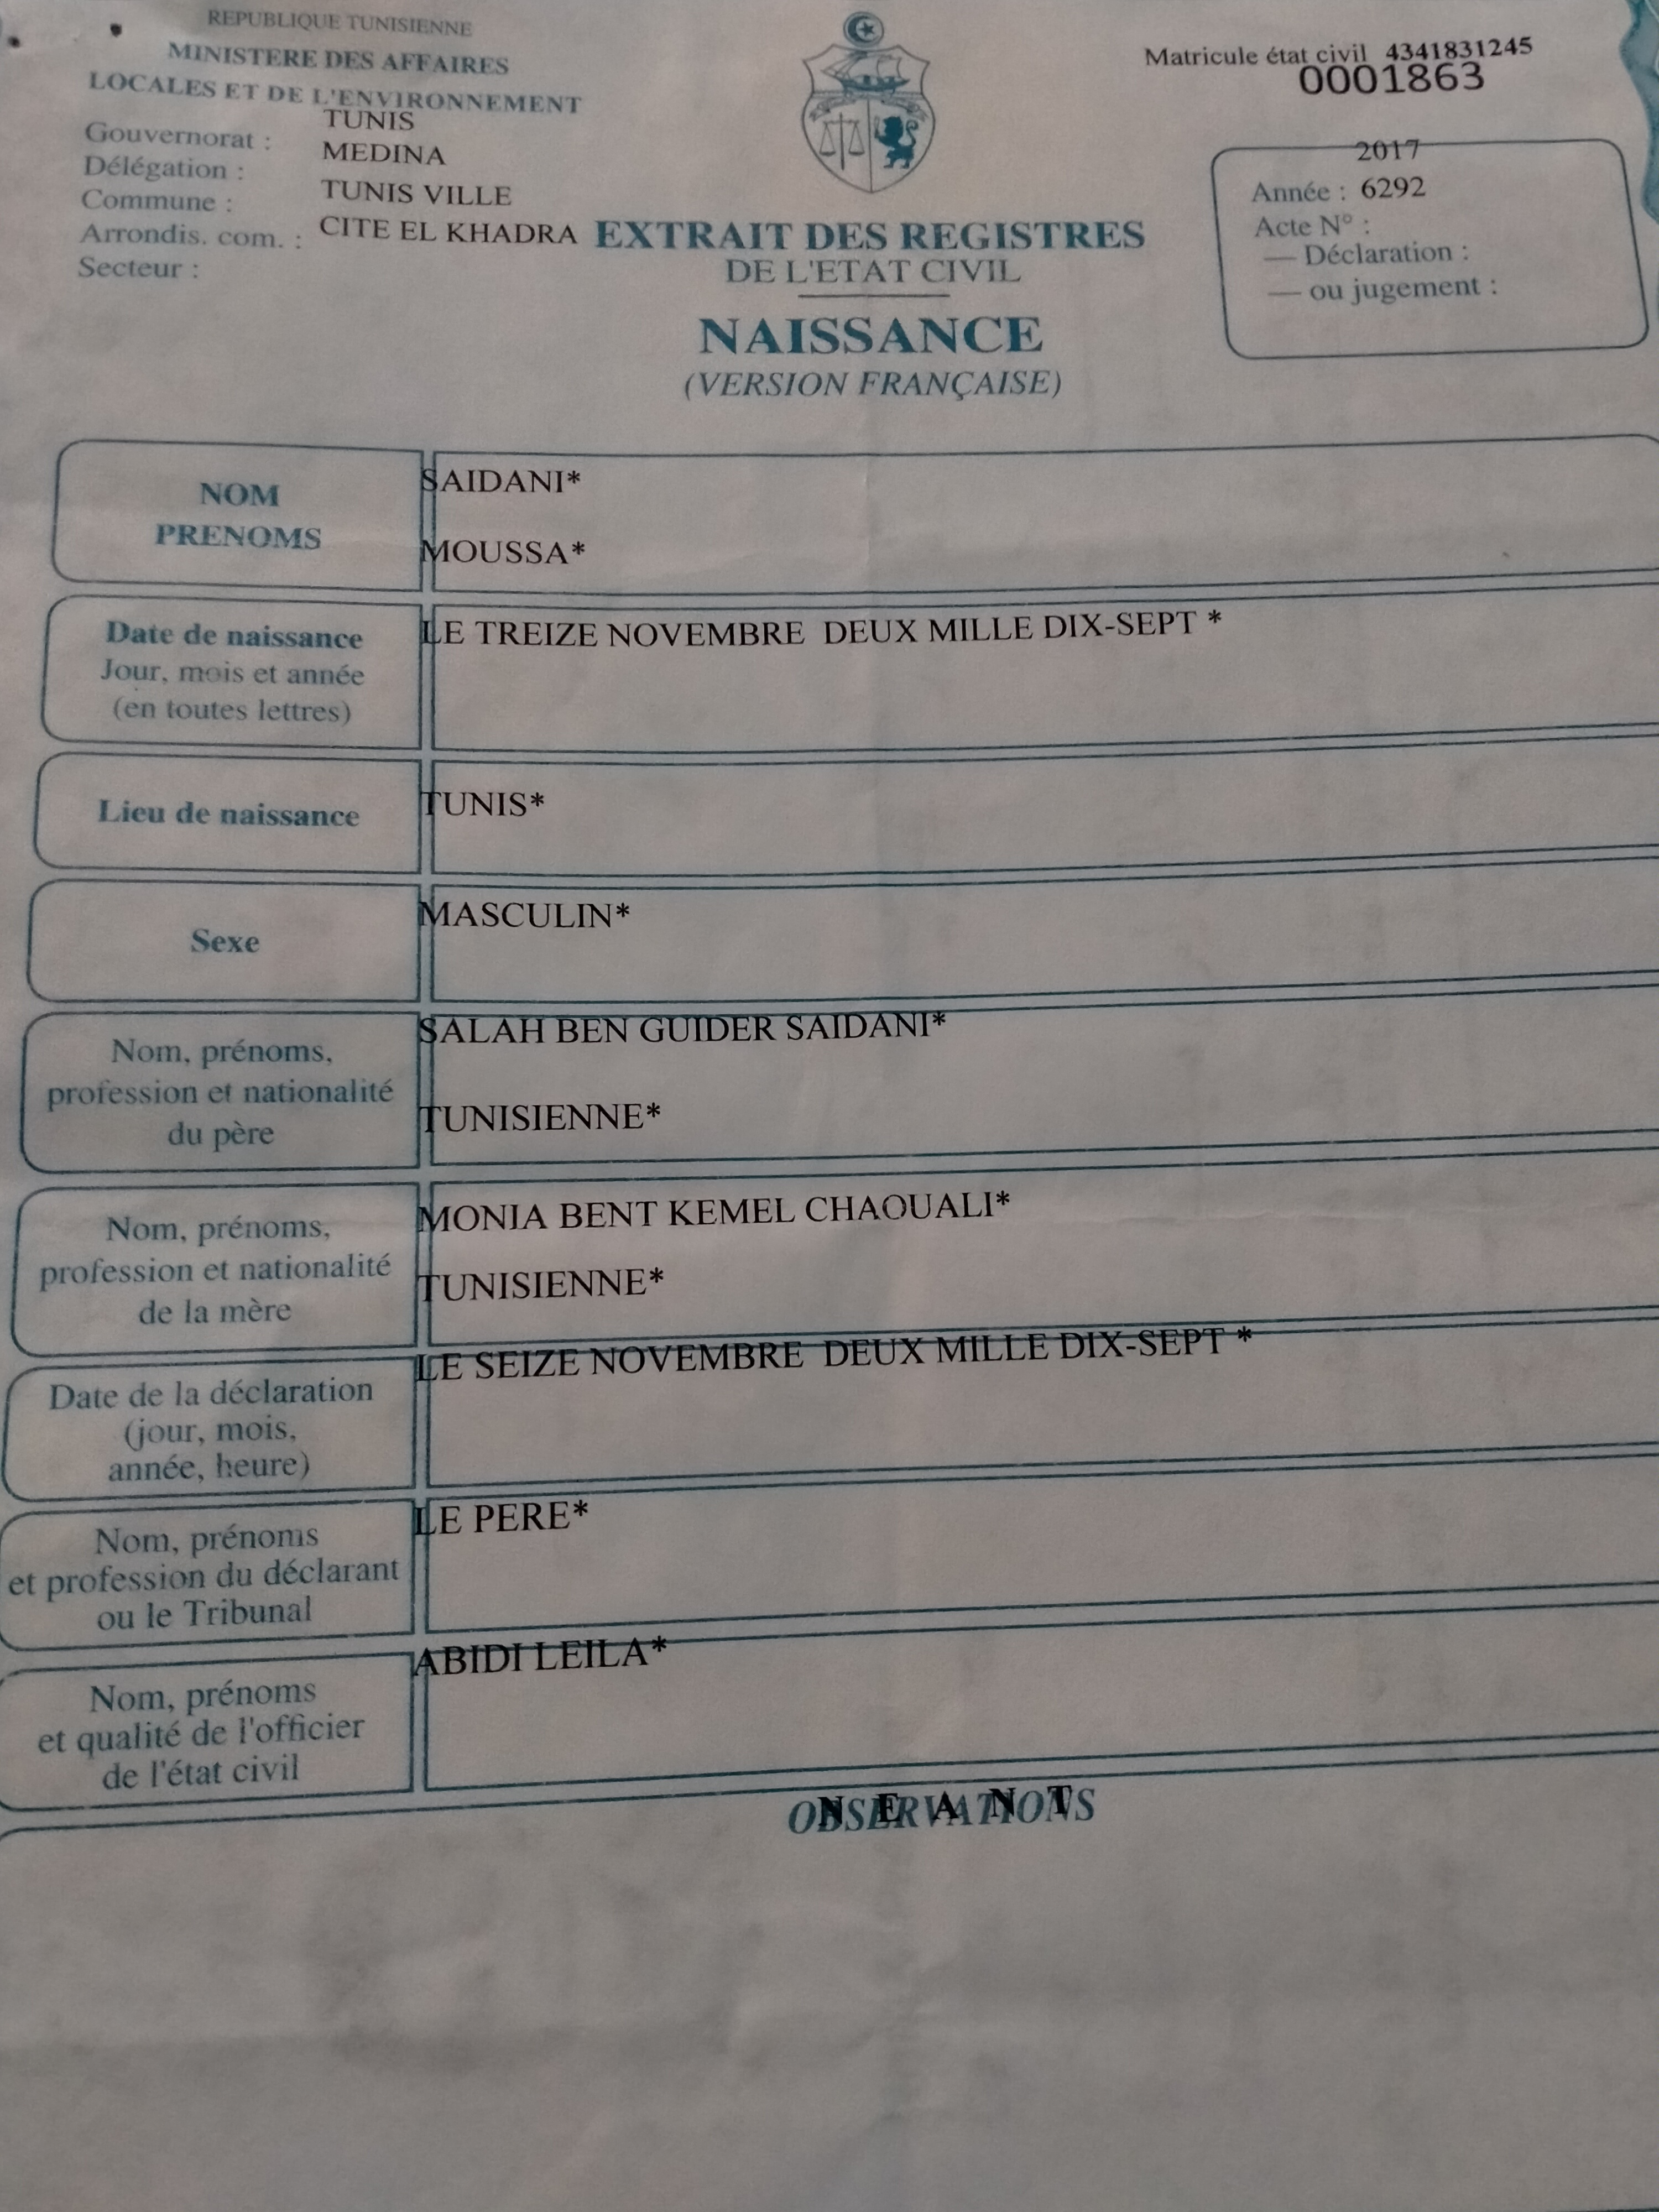 REPUBLIQUE TUNISIENNE
MINISTERE DES AFFAIRES
LOCALES ET DE L'ENVIRONNEMENT
Gouvernorat : TUNIS
Délégation : MEDINA
Commune : TUNIS VILLE
Arrondis. com. : CITE EL KHADRA
Secteur :
Matricule état civil 4341831245
0001863
2017
Année : 6292
Acte N° :
— Déclaration :
— ou jugement :
EXTRAIT DES REGISTRES
DE L'ETAT CIVIL
NAISSANCE
(VERSION FRANÇAISE)
NOM
PRENOMS
SAIDANI*
MOUSSA*
Date de naissance
Jour, mois et année
(en toutes lettres)
LE TREIZE NOVEMBRE DEUX MILLE DIX-SEPT *
Lieu de naissance
TUNIS*
Sexe
MASCULIN*
Nom, prénoms,
profession et nationalité
du père
SALAH BEN GUIDER SAIDANI*
TUNISIENNE*
Nom, prénoms,
profession et nationalité
de la mère
MONIA BENT KEMEL CHAOUALI*
TUNISIENNE*
Date de la déclaration
(jour, mois,
année, heure)
LE SEIZE NOVEMBRE DEUX MILLE DIX-SEPT *
Nom, prénoms
et profession du déclarant
ou le Tribunal
LE PERE*
Nom, prénoms
et qualité de l'officier
de l'état civil
ABIDI LEILA*
OBSERVATIONS
N E A N T